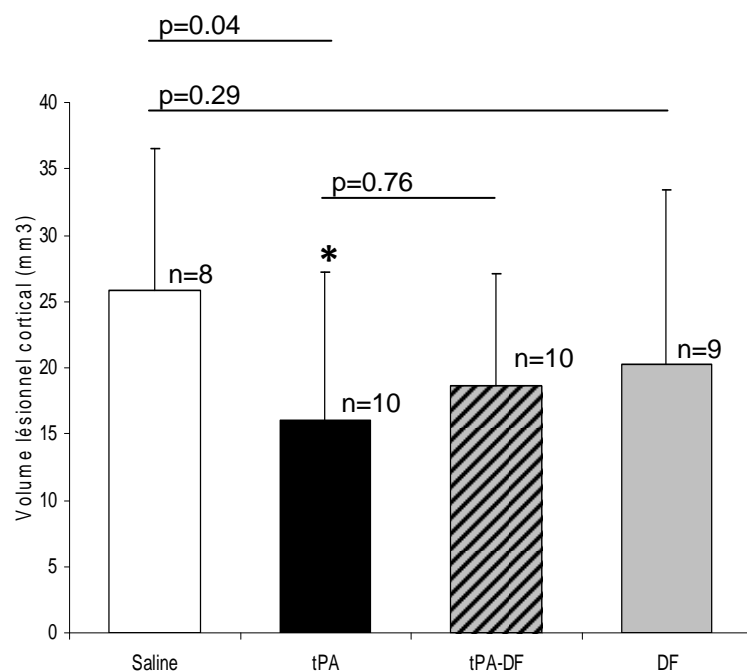 p=0.04
p=0.29
p=0.76
*
n=8
n=10
n=10
n=9
Volume lésionnel cortical (mm3)
40
35
30
25
20
15
10
5
0
Saline
tPA
tPA-DF
DF